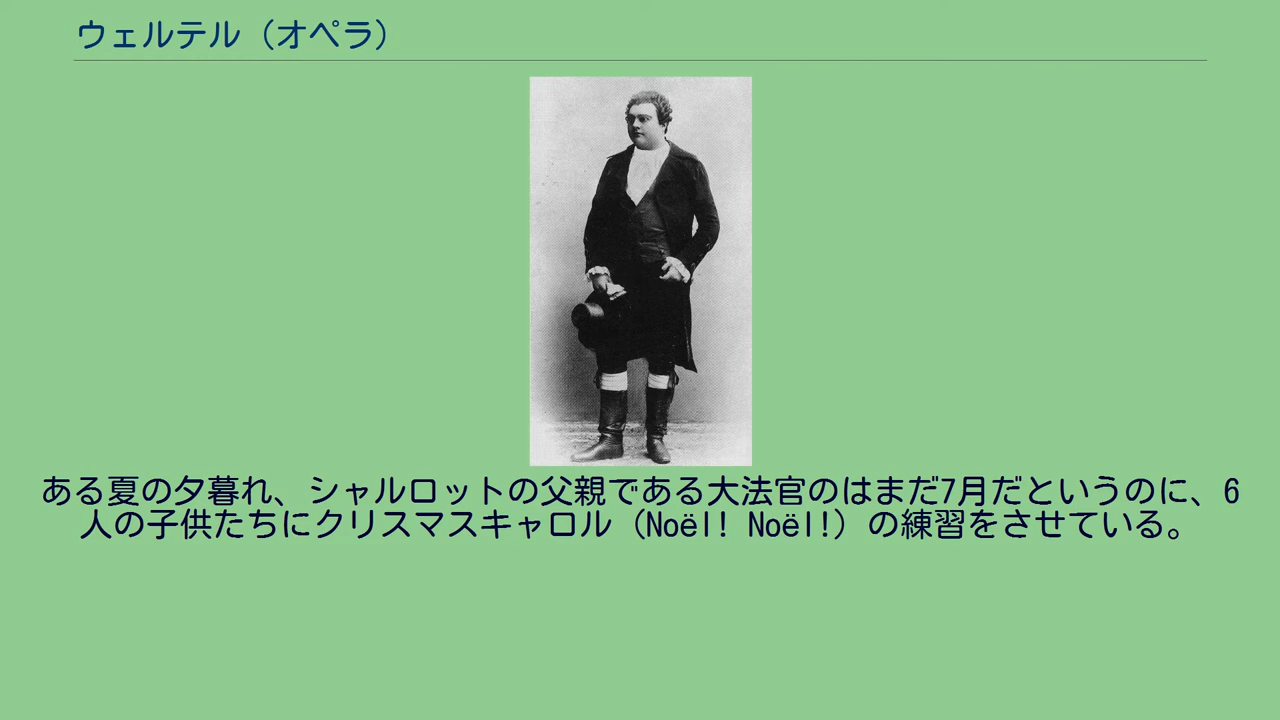 ウェルテル（オペラ）
ある夏の夕暮れ、シャルロットの父親である大法官のはまだ7月だというのに、6
人の子供たちにクリスマスキャロル（Noël! Noël!）の練習をさせている。